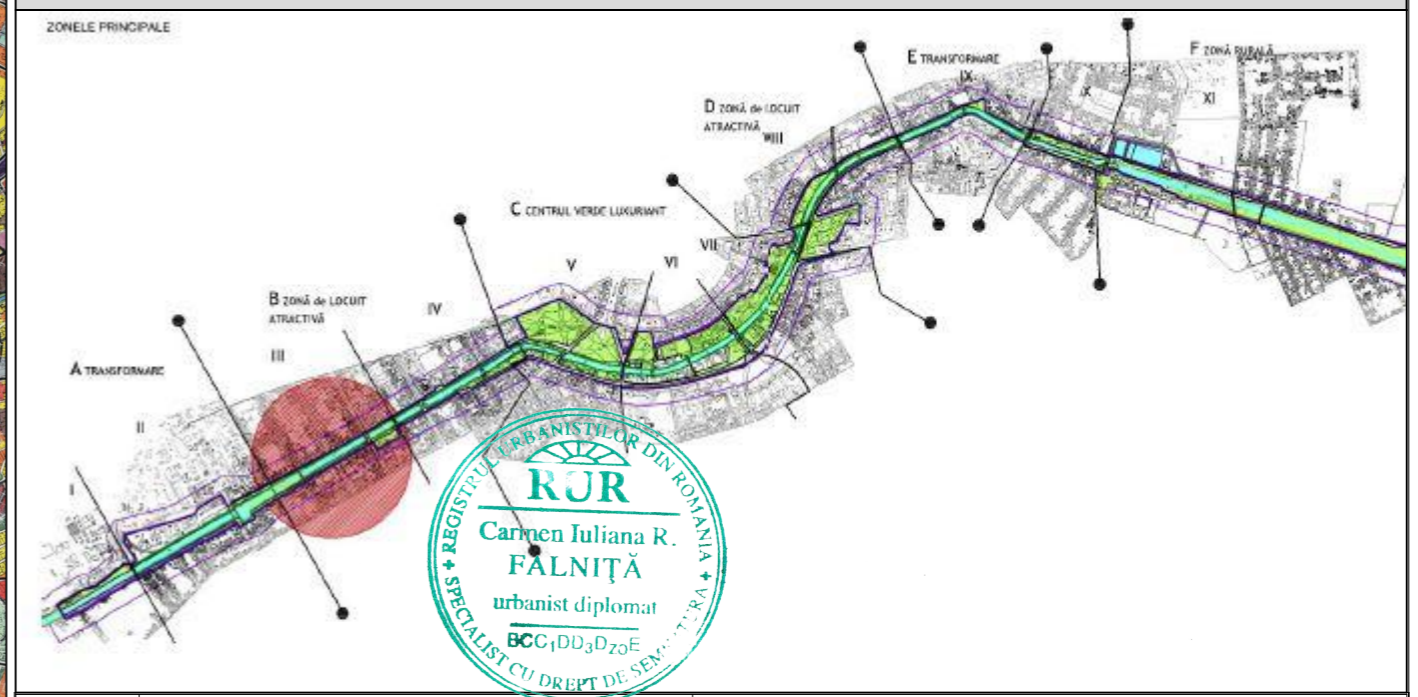 ZONELE PRINCIPALE
A TRANSFORMARE
I
II
B ZONĂ de LOCUIT
ATRACTIVĂ
III
IV
C CENTRUL VERDE LUXURIANT
V
VI
VII
D ZONĂ de LOCUIT
ATRACTIVĂ
VIII
E TRANSFORMARE
IX
X
F ZONĂ RURALĂ
XI
REGISTRUL URBANIȘTILOR DIN ROMÂNIA
RUR
Carmen Iuliana R.
FALNIȚĂ
urbanist diplomat
SPECIALIST CU DREPT DE